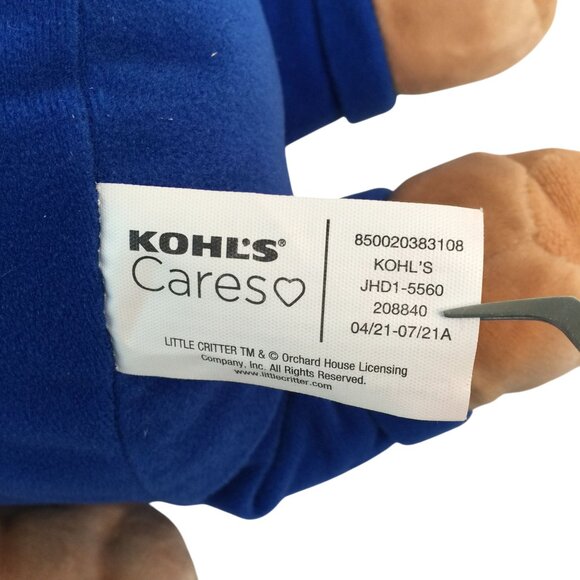 KOHL'S®
Cares♡
850020383108
KOHL'S
JHD1-5560
208840
04/21-07/21A
LITTLE CRITTER TM & © Orchard House Licensing
Company, Inc. All Rights Reserved.
www.littlecritter.com